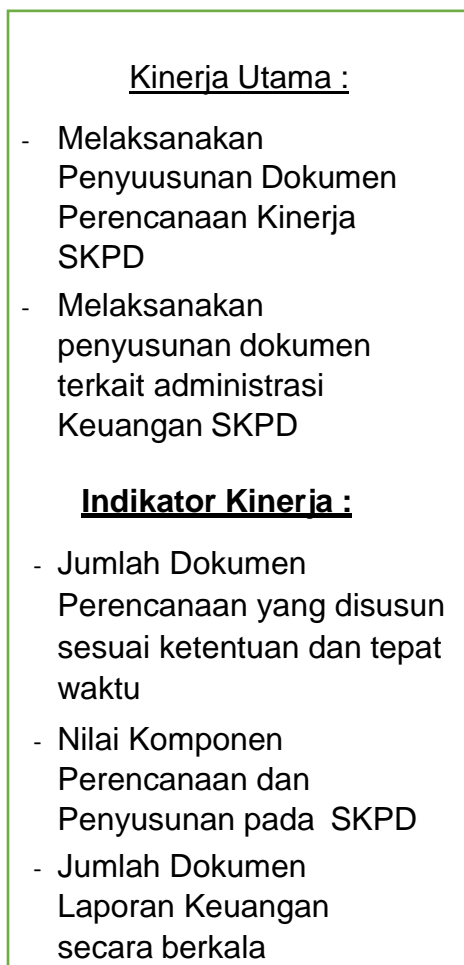 Kinerja Utama :
- Melaksanakan
Penyuusunan Dokumen
Perencanaan Kinerja
SKPD
- Melaksanakan
penyusunan dokumen
terkait administrasi
Keuangan SKPD
Indikator Kinerja :
- Jumlah Dokumen
Perencanaan yang disusun
sesuai ketentuan dan tepat
waktu
- Nilai Komponen
Perencanaan dan
Penyusunan pada SKPD
- Jumlah Dokumen
Laporan Keuangan
secara berkala